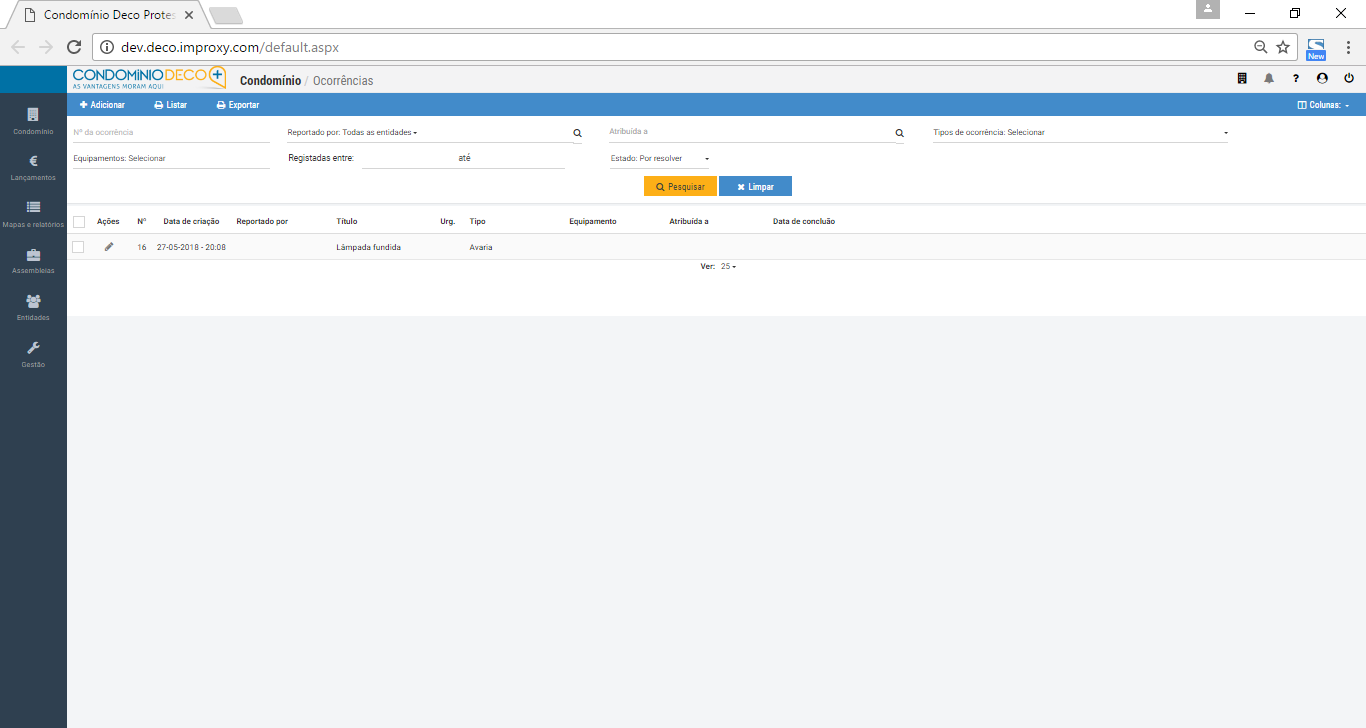 Condomínio Deco Protes
dev.deco.improxy.com/default.aspx
New
CONDOMÍNIO DECO+
AS VANTAGENS MORAM AQUI
Condomínio / Ocorrências
Adicionar Listar Exportar Colunas:
Nº da ocorrência Reportado por: Todas as entidades Atribuída a Tipos de ocorrência: Selecionar
Equipamentos: Selecionar Registadas entre: até Estado: Por resolver
Pesquisar Limpar
Ações Nº Data de criação Reportado por Título Urg. Tipo Equipamento Atribuída a Data de concluão
16 27-05-2018 - 20:08 Lâmpada fundida Avaria
Ver: 25
Condomínio
Lançamentos
Mapas e relatórios
Assembleias
Entidades
Gestão